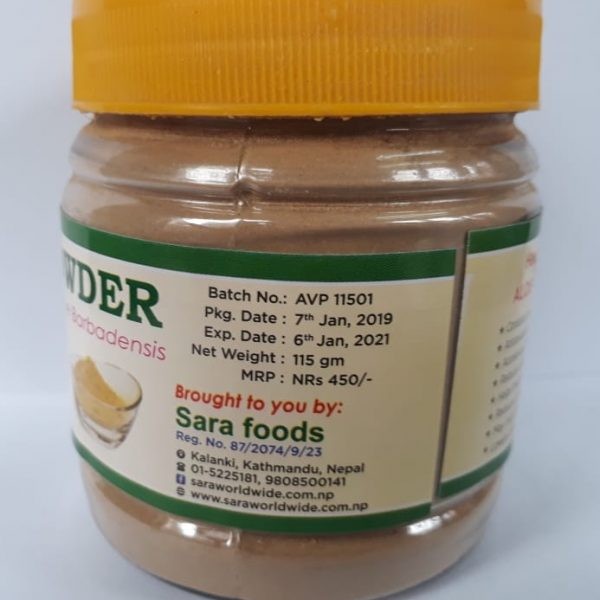 WDER
Barbadensis
Batch No.: AVP 11501
Pkg. Date : 7th Jan, 2019
Exp. Date : 6th Jan, 2021
Net Weight : 115 gm
MRP : NRs 450/-
Brought to you by:
Sara foods
Reg. No. 87/2074/9/23
Kalanki, Kathmandu, Nepal
01-5225181, 9808500141
f saraworldwide.com.np
www.saraworldwide.com.np